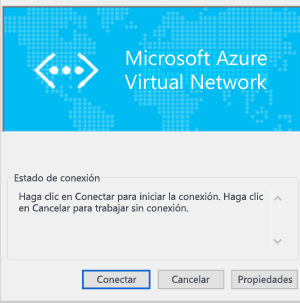 Microsoft Azure
Virtual Network
Estado de conexión
Haga clic en Conectar para iniciar la conexión. Haga clic
en Cancelar para trabajar sin conexión.
Conectar Cancelar Propiedades